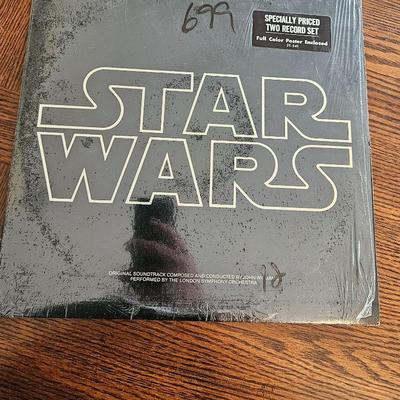 699
SPECIALLY PRICED
TWO RECORD SET
Full Color Poster Enclosed
STAR
WARS
ORIGINAL SOUNDTRACK COMPOSED AND CONDUCTED BY JOHN
PERFORMED BY THE LONDON SYMPHONY ORCHESTRA